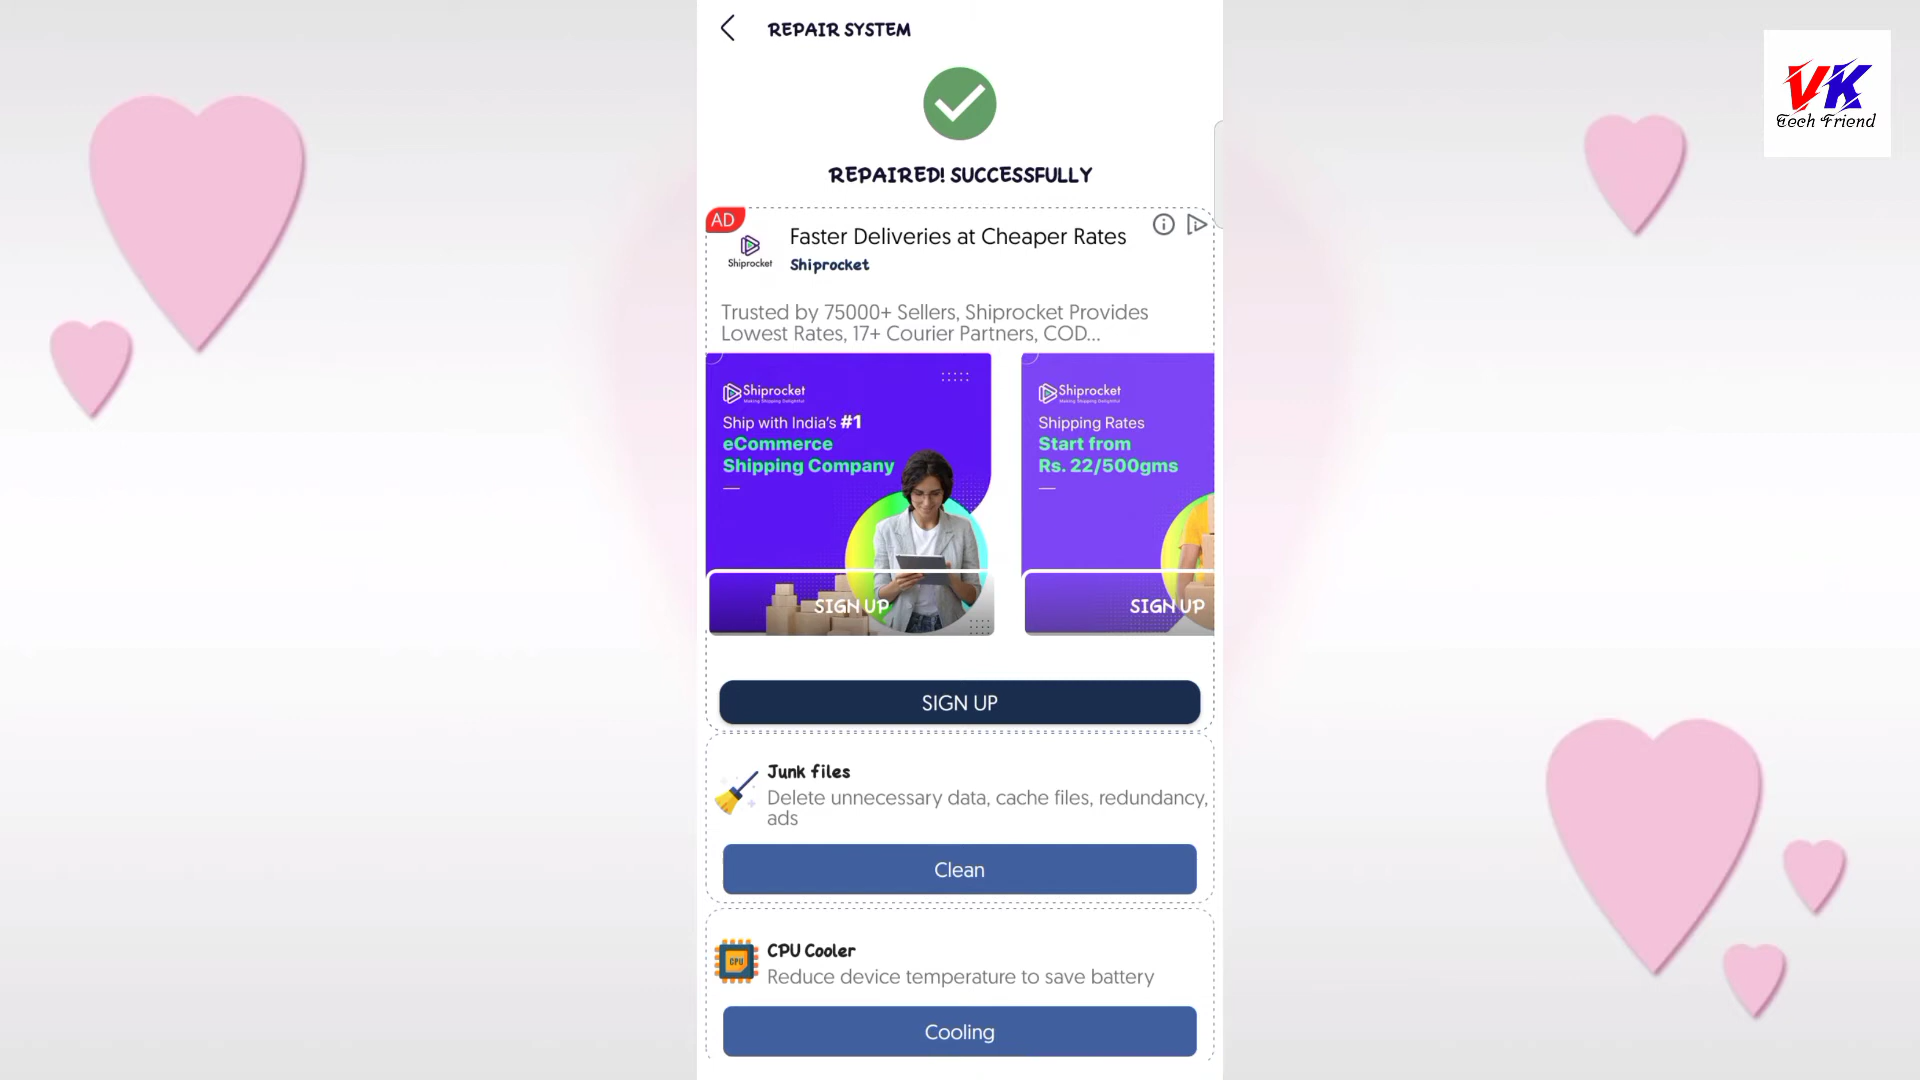 REPAIR SYSTEM
VK
Tech Friend
REPAIRED! SUCCESSFULLY
AD
Faster Deliveries at Cheaper Rates
Shiprocket
Shiprocket
Trusted by 75000+ Sellers, Shiprocket Provides
Lowest Rates, 17+ Courier Partners, COD...
Shiprocket
Ship with India's #1
eCommerce
Shipping Company
SIGN UP
Shiprocket
Shipping Rates
Start from
Rs. 22/500gms
SIGN UP
SIGN UP
Junk files
Delete unnecessary data, cache files, redundancy,
ads
Clean
CPU
CPU Cooler
Reduce device temperature to save battery
Cooling